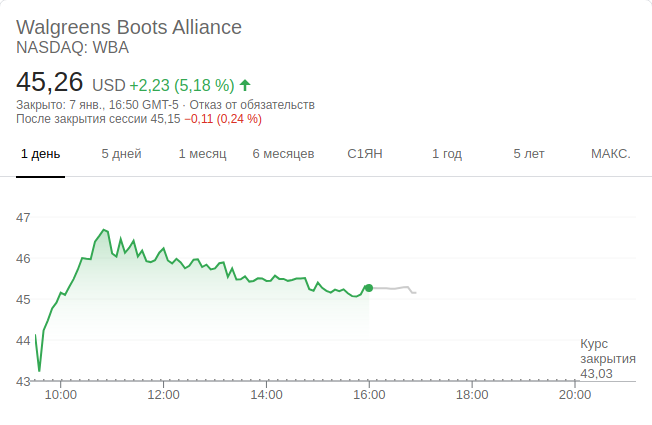 Walgreens Boots Alliance
NASDAQ: WBA
45,26 USD +2,23 (5,18 %)
Закрыто: 7 янв., 16:50 GMT-5 · Отказ от обязательств
После закрытия сессии 45,15 −0,11 (0,24 %)
1 день 5 дней 1 месяц 6 месяцев С1ЯН 1 год 5 лет МАКС.
47
46
45
44
43
Курс
закрытия
43,03
10:00 12:00 14:00 16:00 18:00 20:00